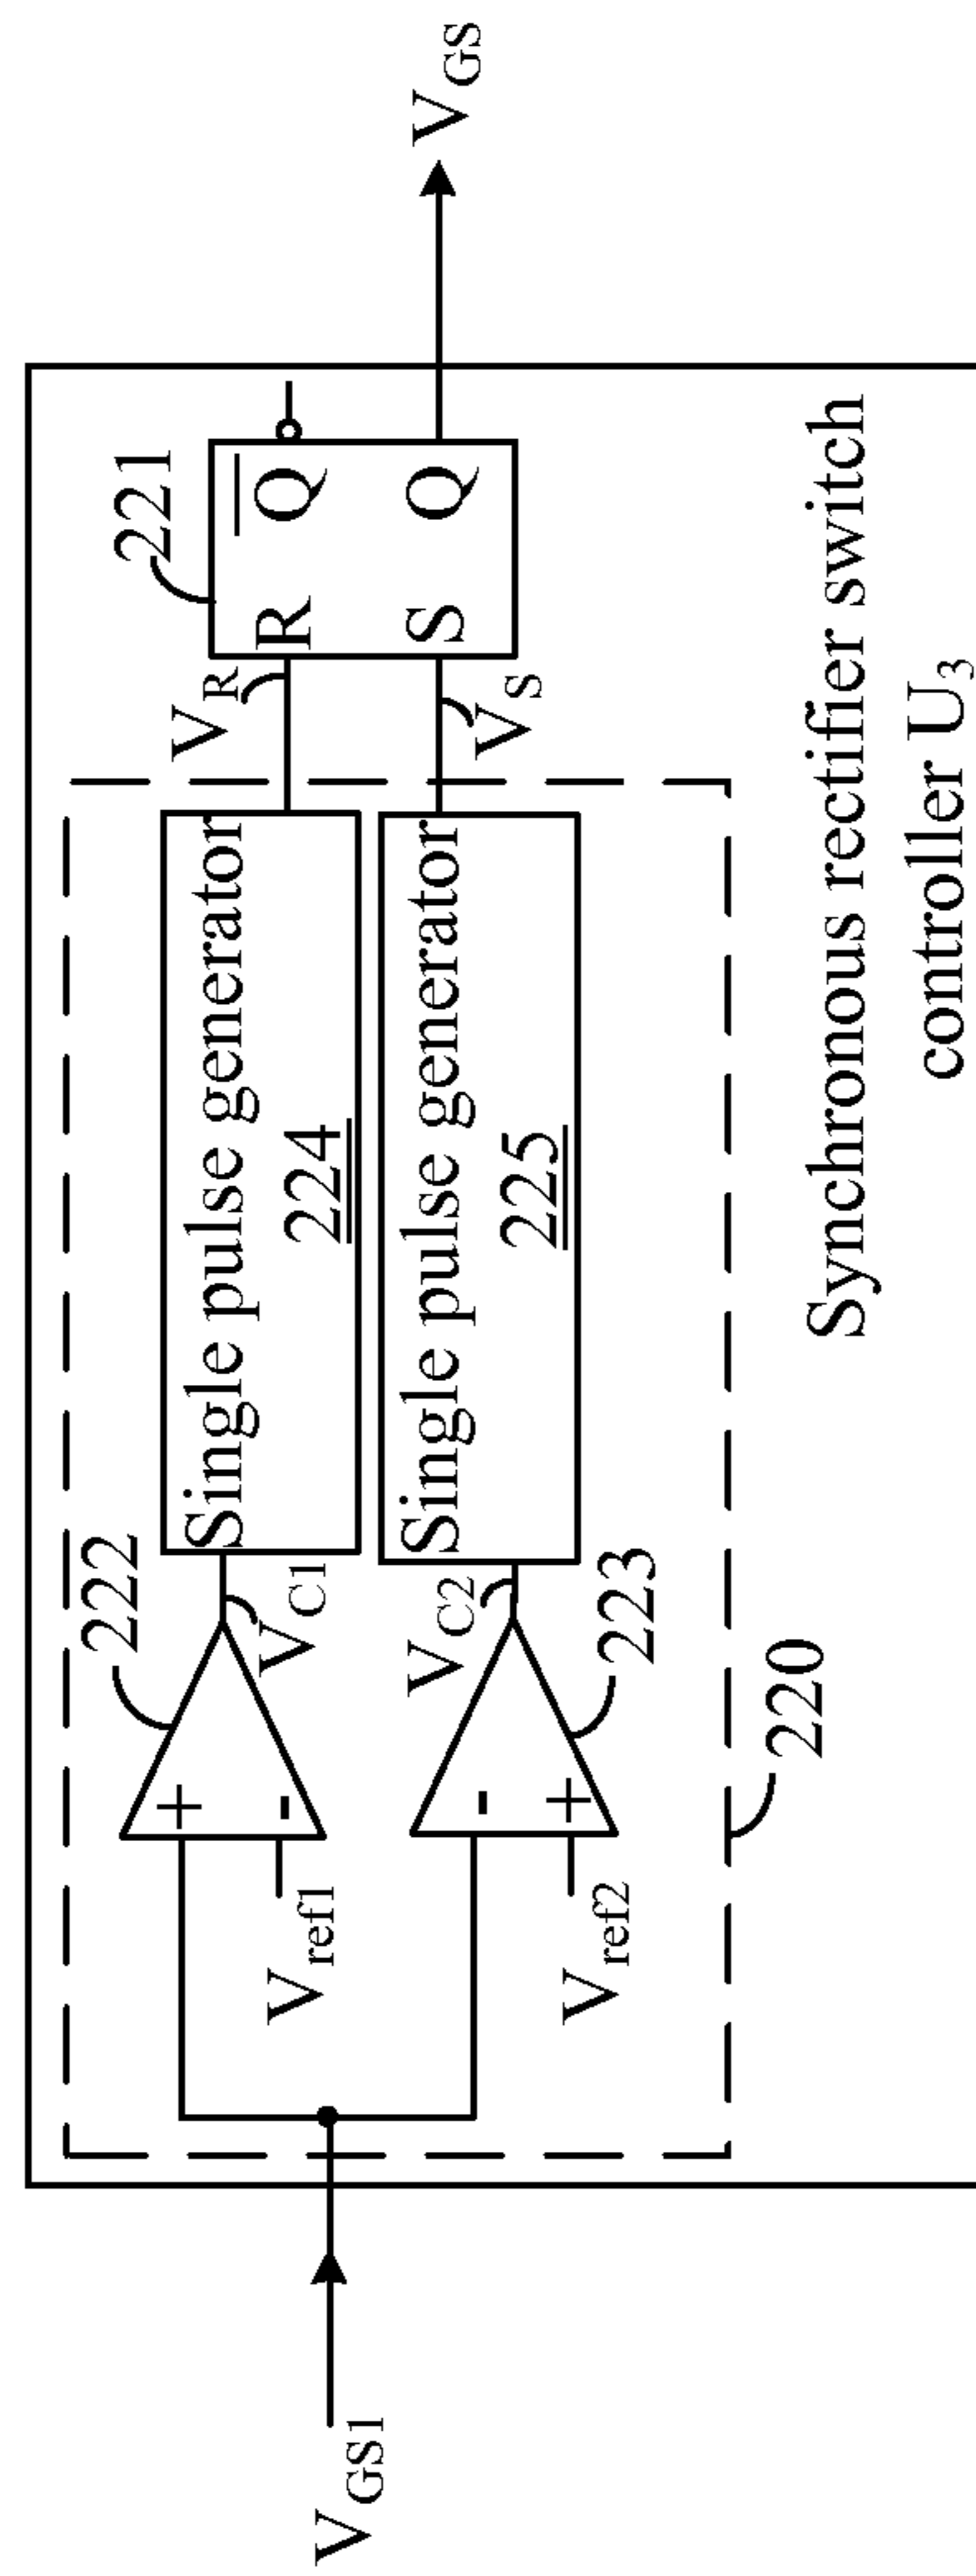 V_GS1
V_ref1
V_ref2
+
-
-
+
222
V_C1
V_C2
223
220
Single pulse generator
224
Single pulse generator
225
V_R
V_S
221
R
Q̅
S
Q
V_GS
Synchronous rectifier switch
controller U₃